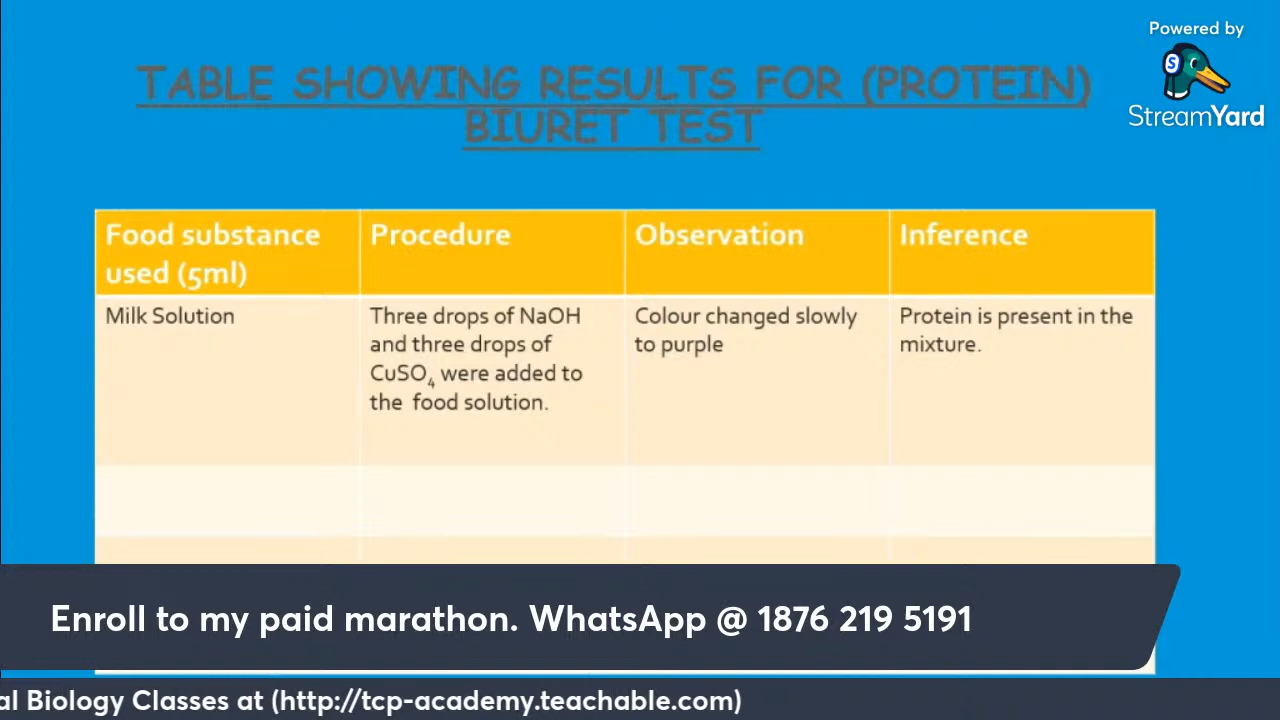 Powered by
StreamYard
TABLE SHOWING RESULTS FOR (PROTEIN)
BIURET TEST
Food substance
used (5ml)
Procedure
Observation
Inference
Milk Solution
Three drops of NaOH
and three drops of
CuSO₄ were added to
the food solution.
Colour changed slowly
to purple
Protein is present in the
mixture.
Enroll to my paid marathon. WhatsApp @ 1876 219 5191
al Biology Classes at (http://tcp-academy.teachable.com)